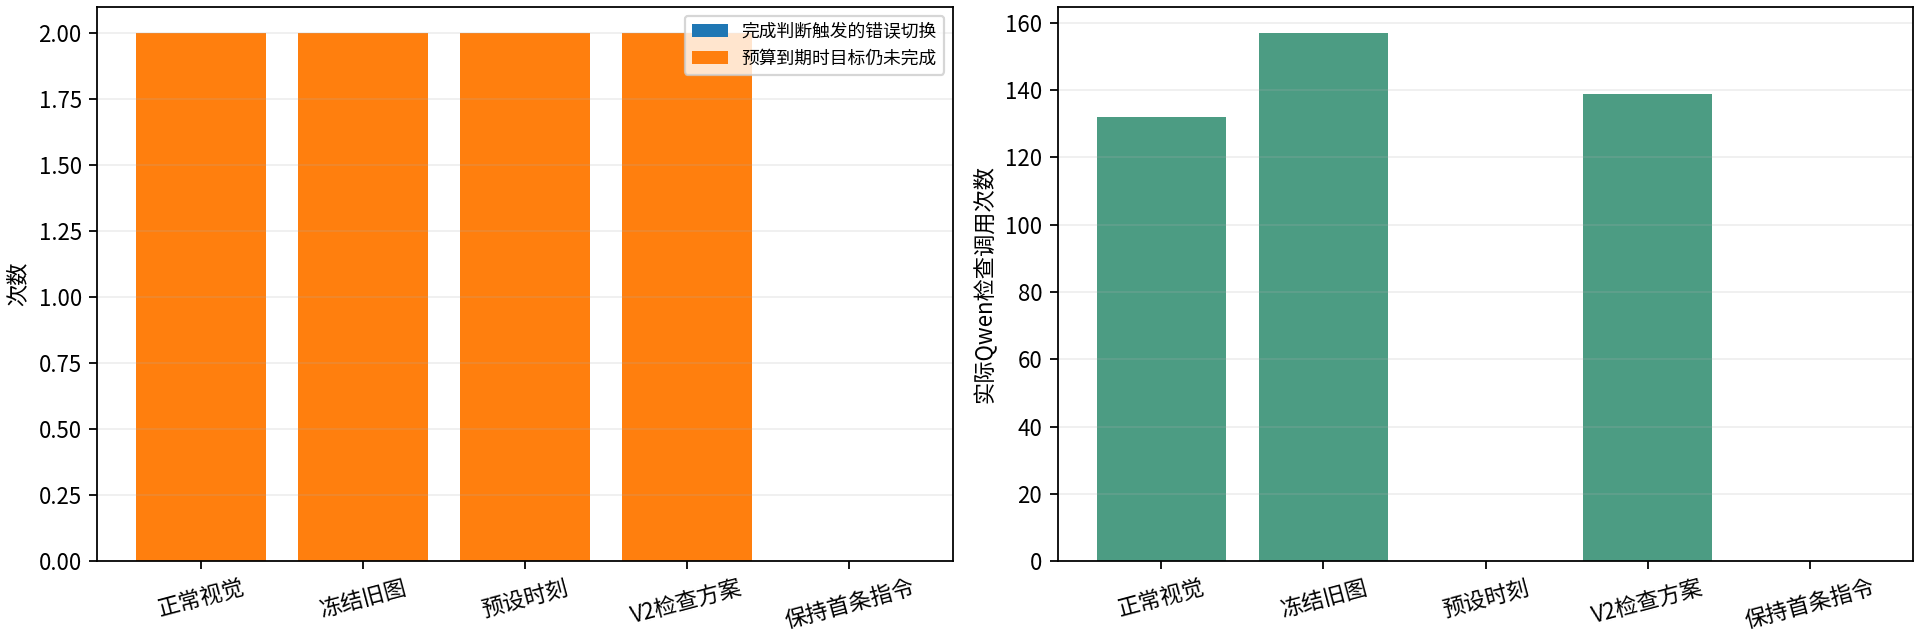 完成判断触发的错误切换
预算到期时目标仍未完成
次数
2.00
1.75
1.50
1.25
1.00
0.75
0.50
0.25
0.00
正常视觉
冻结旧图
预设时刻
V2检查方案
保持首条指令
实际Qwen检查调用次数
160
140
120
100
80
60
40
20
0
正常视觉
冻结旧图
预设时刻
V2检查方案
保持首条指令